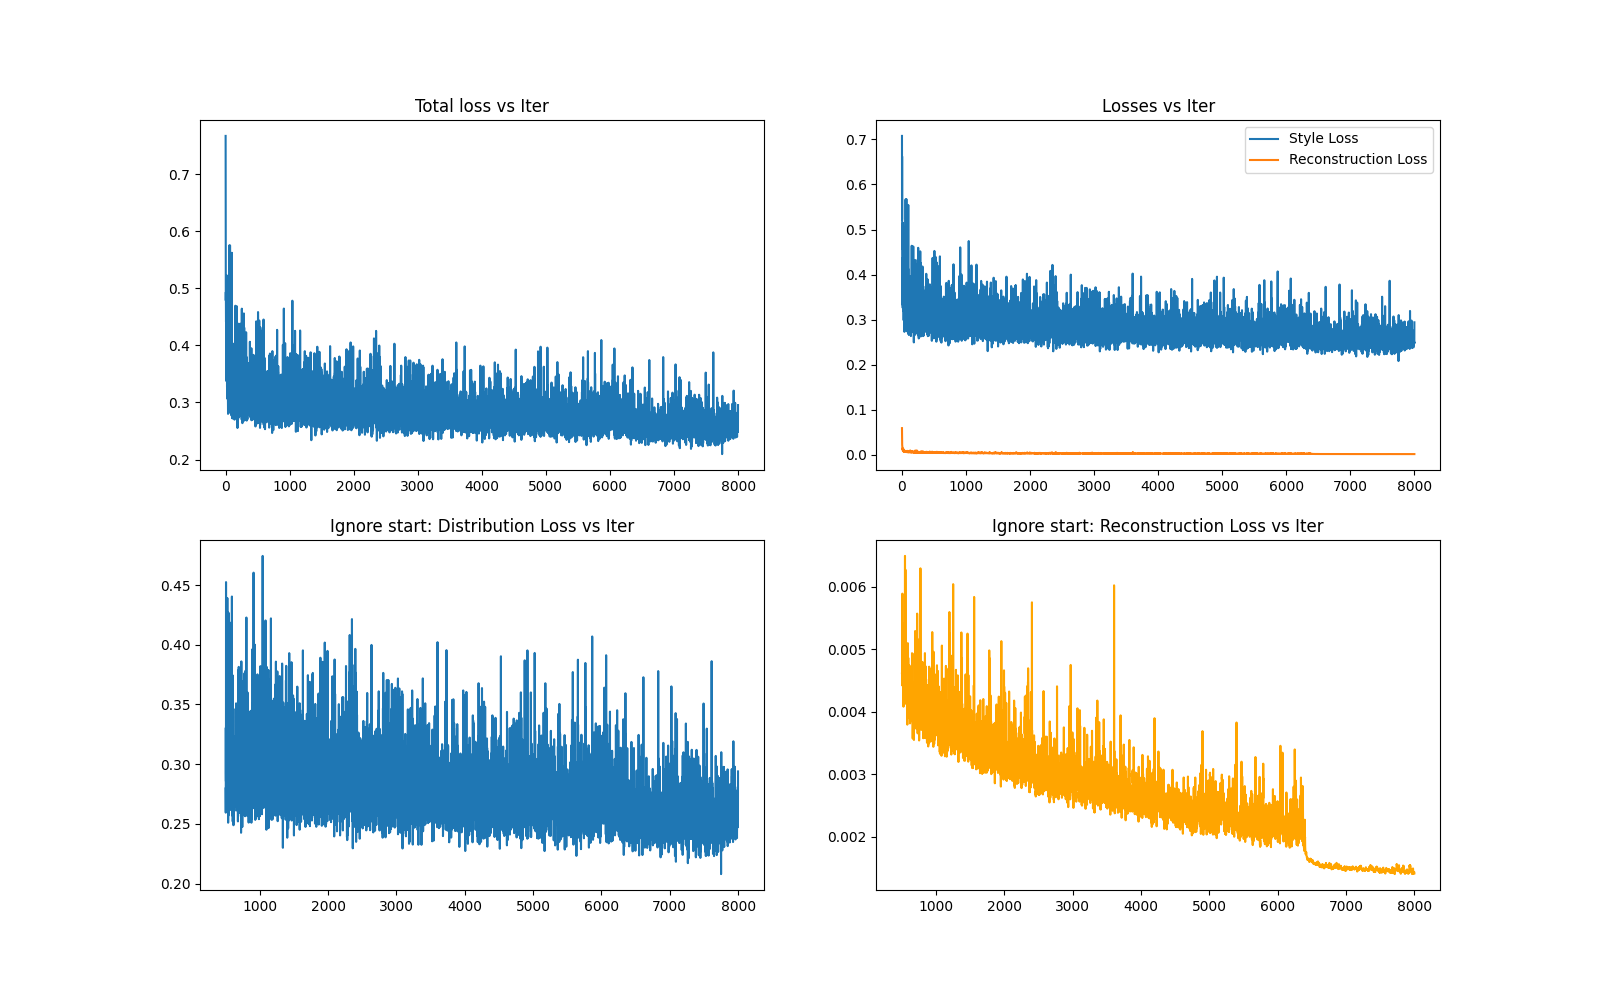 Total loss vs Iter
0.7
0.6
0.5
0.4
0.3
0.2
0 1000 2000 3000 4000 5000 6000 7000 8000
Losses vs Iter
Style Loss
Reconstruction Loss
0.7
0.6
0.5
0.4
0.3
0.2
0.1
0.0
0 1000 2000 3000 4000 5000 6000 7000 8000
Ignore start: Distribution Loss vs Iter
0.45
0.40
0.35
0.30
0.25
0.20
1000 2000 3000 4000 5000 6000 7000 8000
Ignore start: Reconstruction Loss vs Iter
0.006
0.005
0.004
0.003
0.002
1000 2000 3000 4000 5000 6000 7000 8000